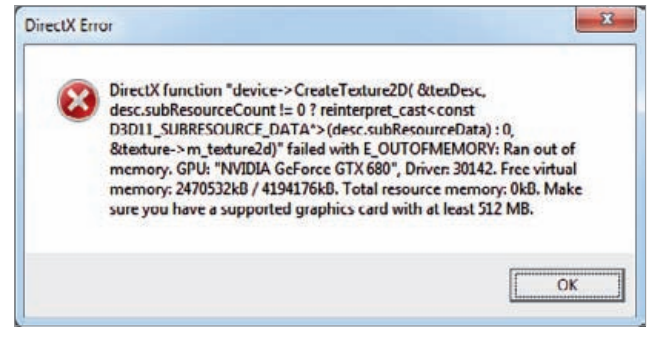 DirectX Error
DirectX function "device->CreateTexture2D( &texDesc,
desc.subResourceCount != 0 ? reinterpret_cast<const
D3D11_SUBRESOURCE_DATA*>(desc.subResourceData) : 0,
&texture->m_texture2d)" failed with E_OUTOFMEMORY: Ran out of
memory. GPU: "NVIDIA GeForce GTX 680", Driver: 30142. Free virtual
memory: 2470532kB / 4194176kB. Total resource memory: 0kB. Make
sure you have a supported graphics card with at least 512 MB.
OK